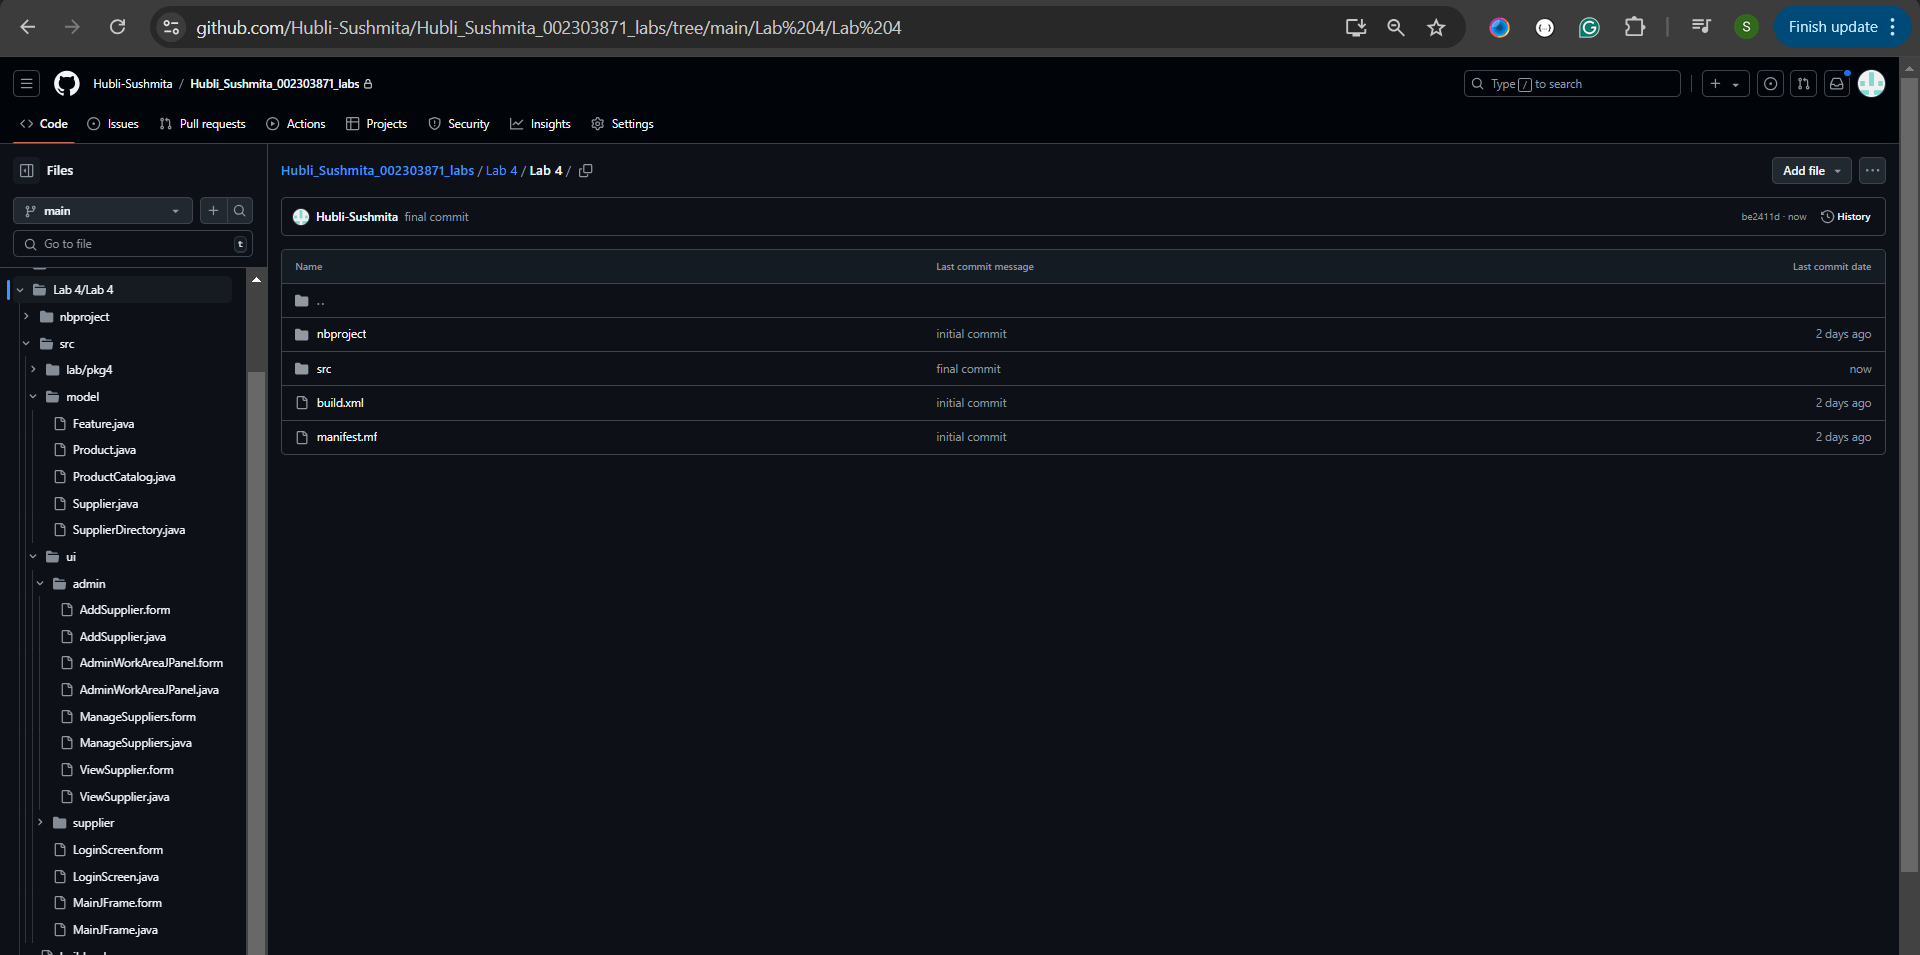 github.com/Hubli-Sushmita/Hubli_Sushmita_002303871_labs/tree/main/Lab%204/Lab%204
S
Finish update
Hubli-Sushmita / Hubli_Sushmita_002303871_labs
Type / to search
Code Issues Pull requests Actions Projects Security Insights Settings
Files
main
Go to file t
Lab 4/Lab 4
nbproject
src
lab/pkg4
model
Feature.java
Product.java
ProductCatalog.java
Supplier.java
SupplierDirectory.java
ui
admin
AddSupplier.form
AddSupplier.java
AdminWorkAreaJPanel.form
AdminWorkAreaJPanel.java
ManageSuppliers.form
ManageSuppliers.java
ViewSupplier.form
ViewSupplier.java
supplier
LoginScreen.form
LoginScreen.java
MainJFrame.form
MainJFrame.java
Hubli_Sushmita_002303871_labs / Lab 4 / Lab 4 /
Add file
Hubli-Sushmita final commit
be2411d · now History
Name Last commit message Last commit date
..
nbproject initial commit 2 days ago
src final commit now
build.xml initial commit 2 days ago
manifest.mf initial commit 2 days ago